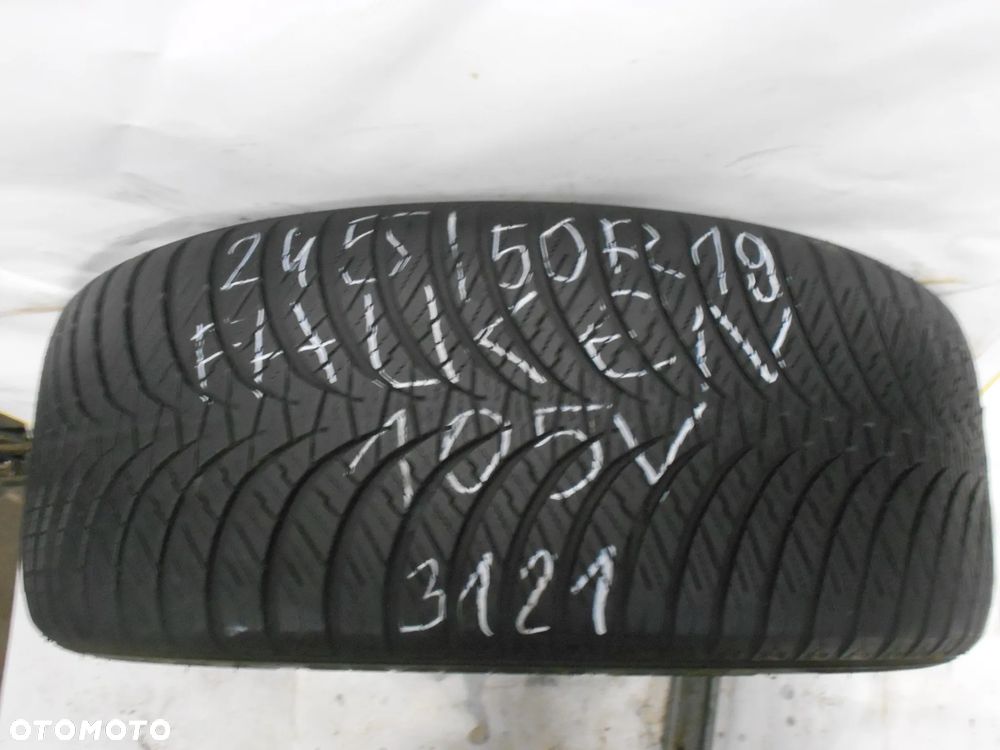 245/50R19
FALKEN
105V
3121
OTOMOTO